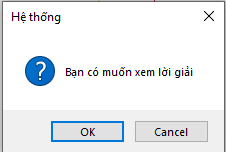 Hệ thống
Bạn có muốn xem lời giải
OK
Cancel